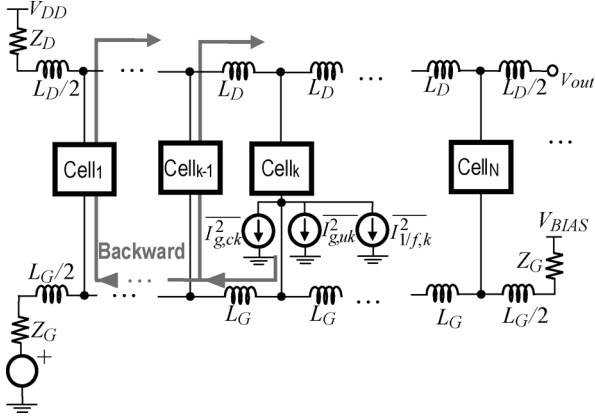 V_DD
Z_D
L_D/2 ... L_D L_D ... L_D L_D/2 V_out
Cell_1 Cell_k-1 Cell_k Cell_N ...
I²_g,ck I²_g,uk I²_1/f,k
Backward
V_BIAS
L_G/2 ... Z_G
L_G L_G ... L_G L_G/2
Z_G
+